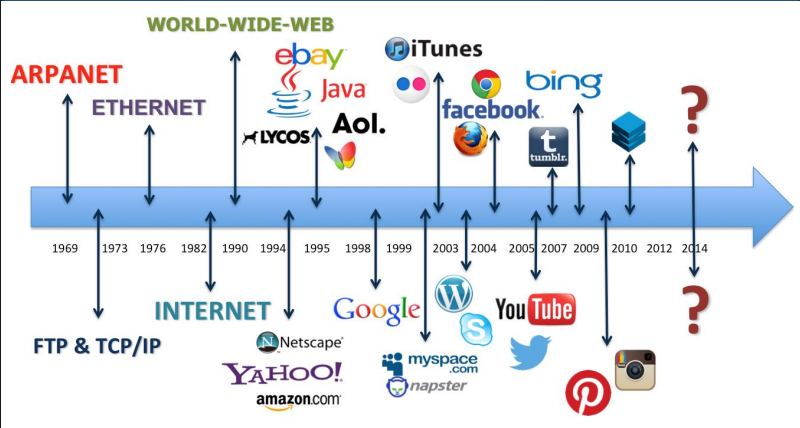 WORLD-WIDE-WEB
ARPANET
ETHERNET
ebay
Java
LYCOS
Aol.
iTunes
facebook
bing
t
tumblr.
?
1969 1973 1976 1982 1990 1994 1995 1998 1999 2003 2004 2005 2007 2009 2010 2012 2014
FTP & TCP/IP
INTERNET
N Netscape®
YAHOO!
amazon.com
Google
myspace
.com
napster
W
S
YouTube
?